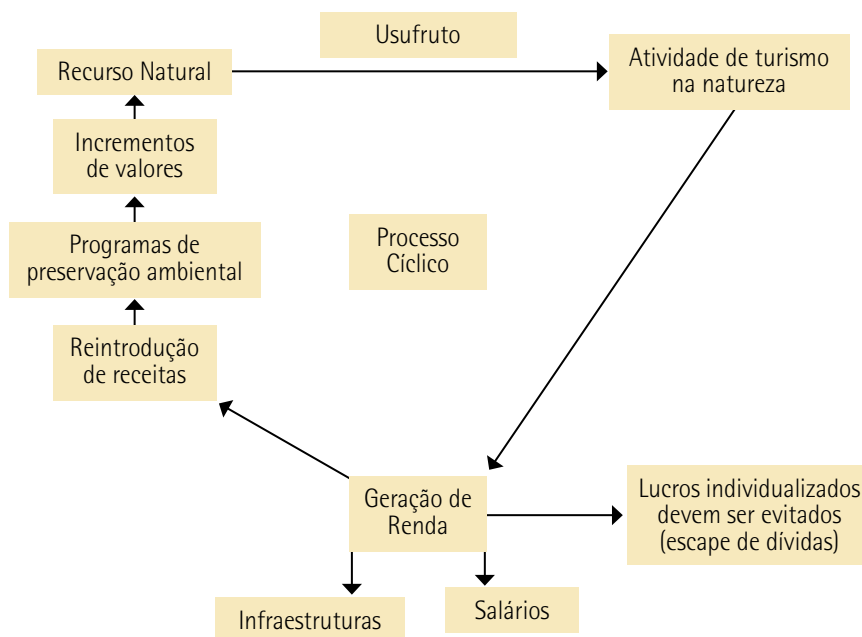 Usufruto
Recurso Natural
Atividade de turismo
na natureza
Incrementos
de valores
Programas de
preservação ambiental
Processo
Cíclico
Reintrodução
de receitas
Geração de
Renda
Lucros individualizados
devem ser evitados
(escape de dívidas)
Infraestruturas
Salários